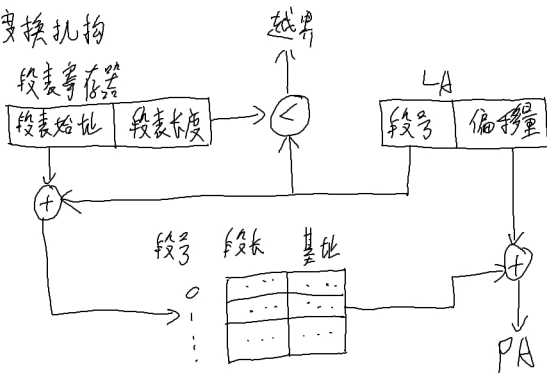 变换机构
越界
段表寄存器
LA
段表始址 段表长度
<
段号 偏移量
+
段号 段长 基址
+
0 ... ...
1 ... ...
... ...
PA